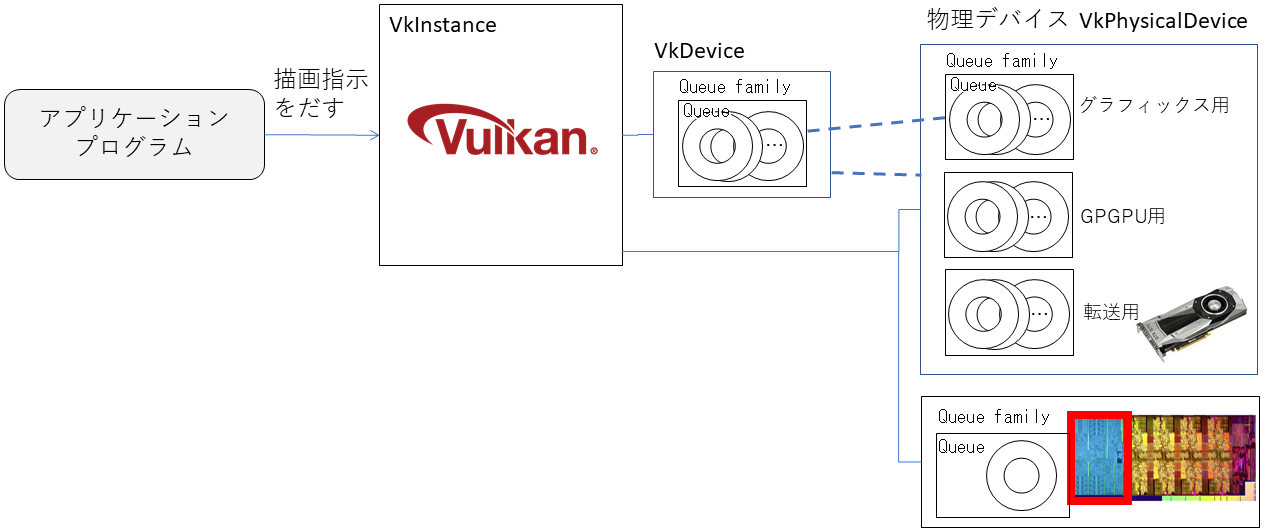 アプリケーション
プログラム
描画指示
をだす
VkInstance
Vulkan®
VkDevice
Queue family
Queue
...
物理デバイス VkPhysicalDevice
Queue family
Queue
...
グラフィックス用
...
GPGPU用
...
転送用
Queue family
Queue